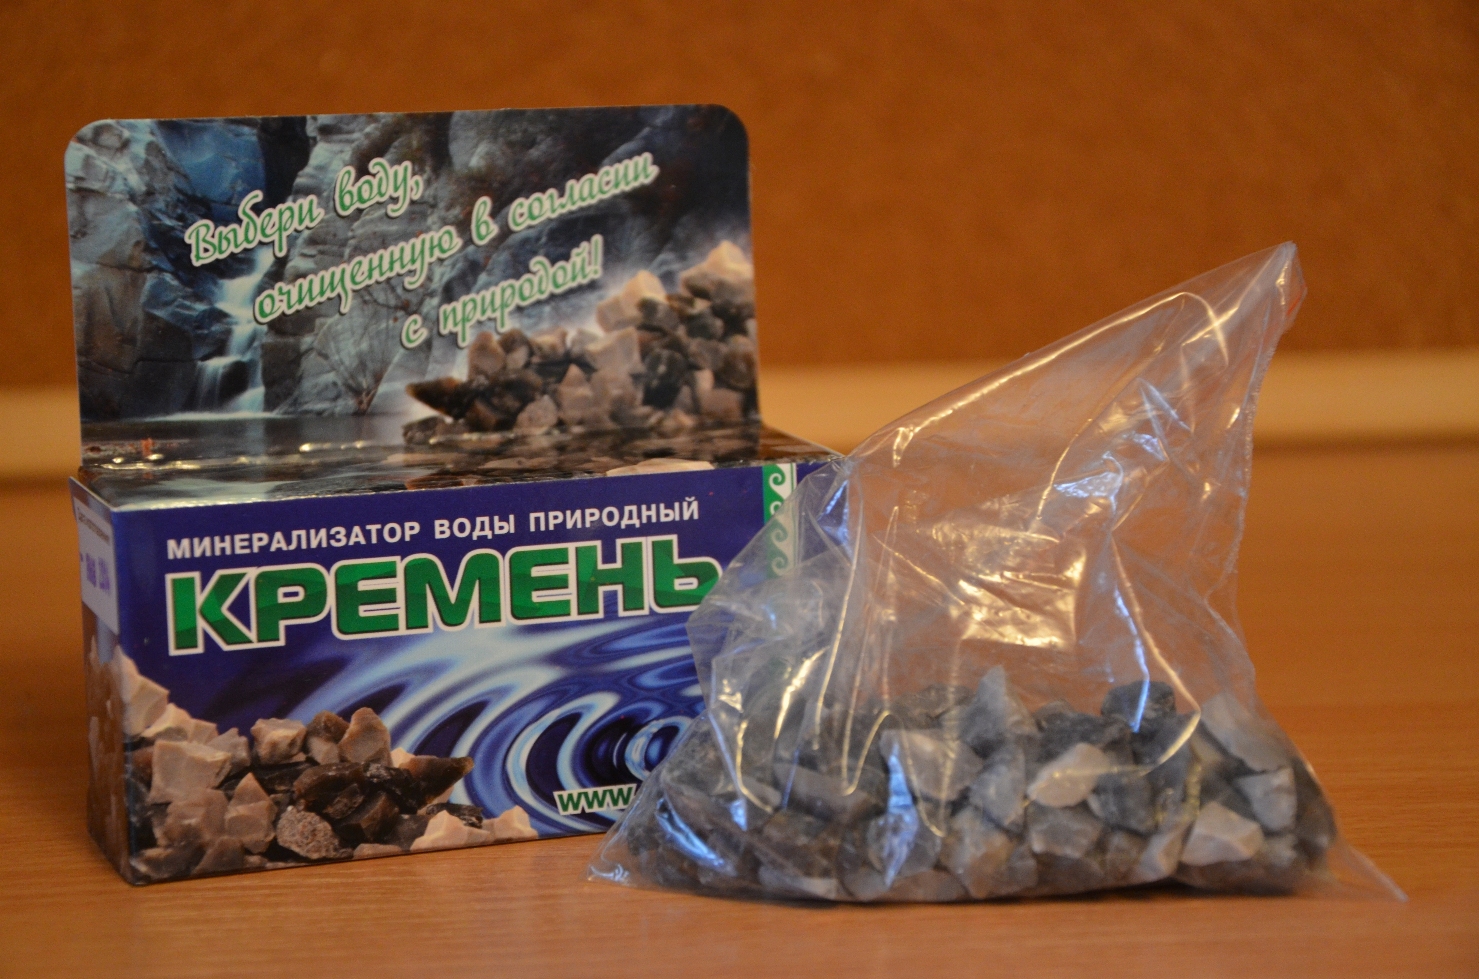 Выбери воду,
очищенную в согласии
с природой!
МИНЕРАЛИЗАТОР ВОДЫ ПРИРОДНЫЙ
КРЕМЕНЬ
www.